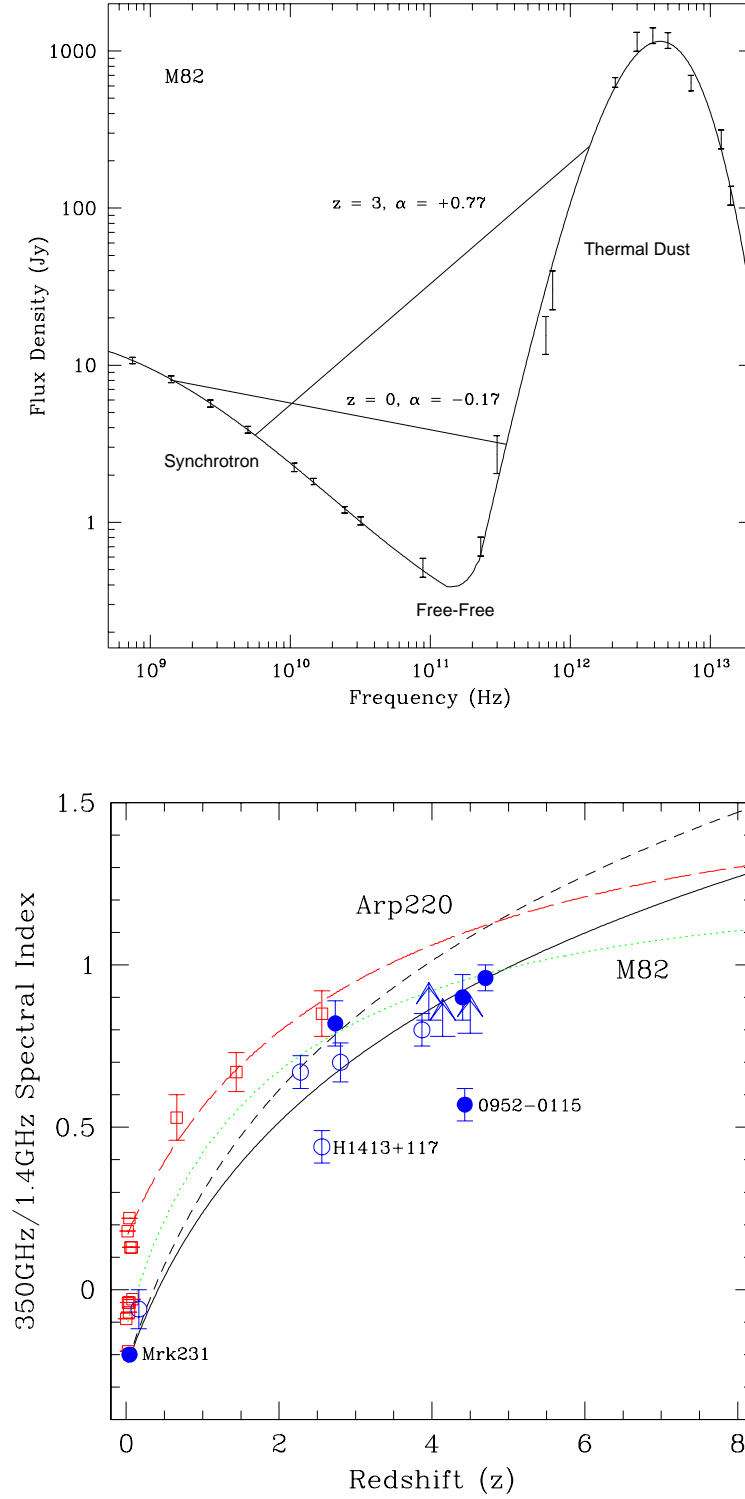 1000
100
10
1
Flux Density (Jy)
M82
z = 3, α = +0.77
Thermal Dust
z = 0, α = −0.17
Synchrotron
Free-Free
10⁹ 10¹⁰ 10¹¹ 10¹² 10¹³
Frequency (Hz)
1.5
1
0.5
0
350GHz/1.4GHz Spectral Index
Arp220
M82
0952−0115
H1413+117
Mrk231
0 2 4 6 8
Redshift (z)